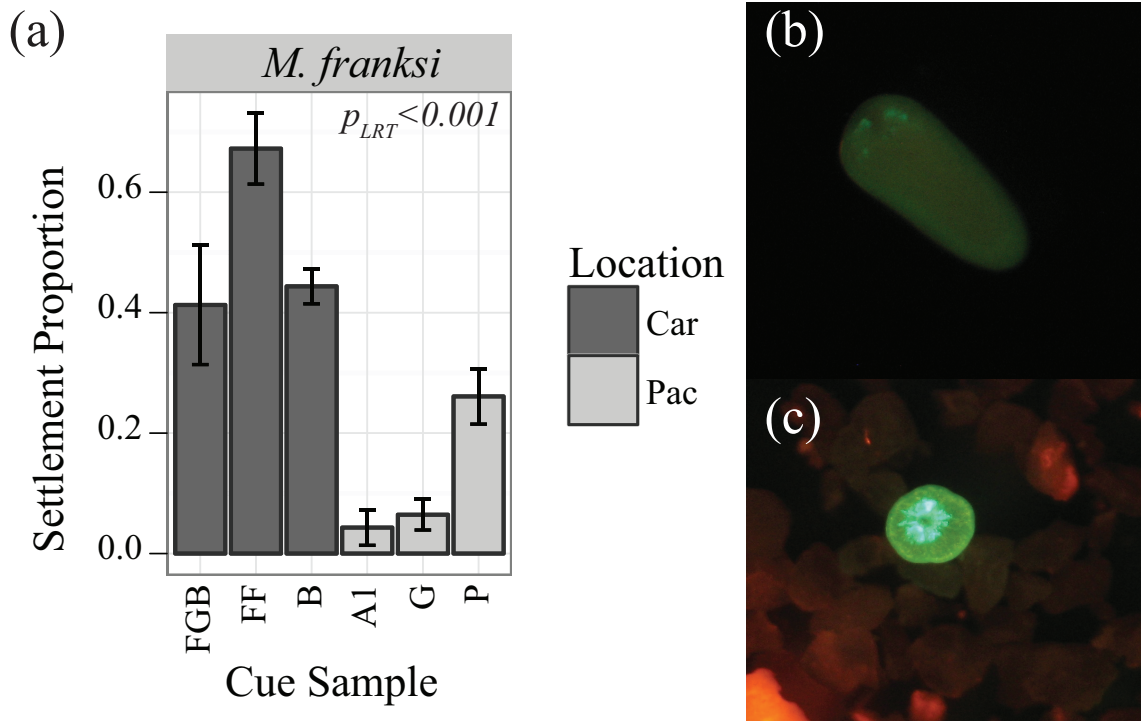 (a)
M. franksi
pLRT<0.001
Settlement Proportion
0.6
0.4
0.2
0.0
FGB
FF
B
A1
G
P
Cue Sample
Location
Car
Pac
(b)
(c)